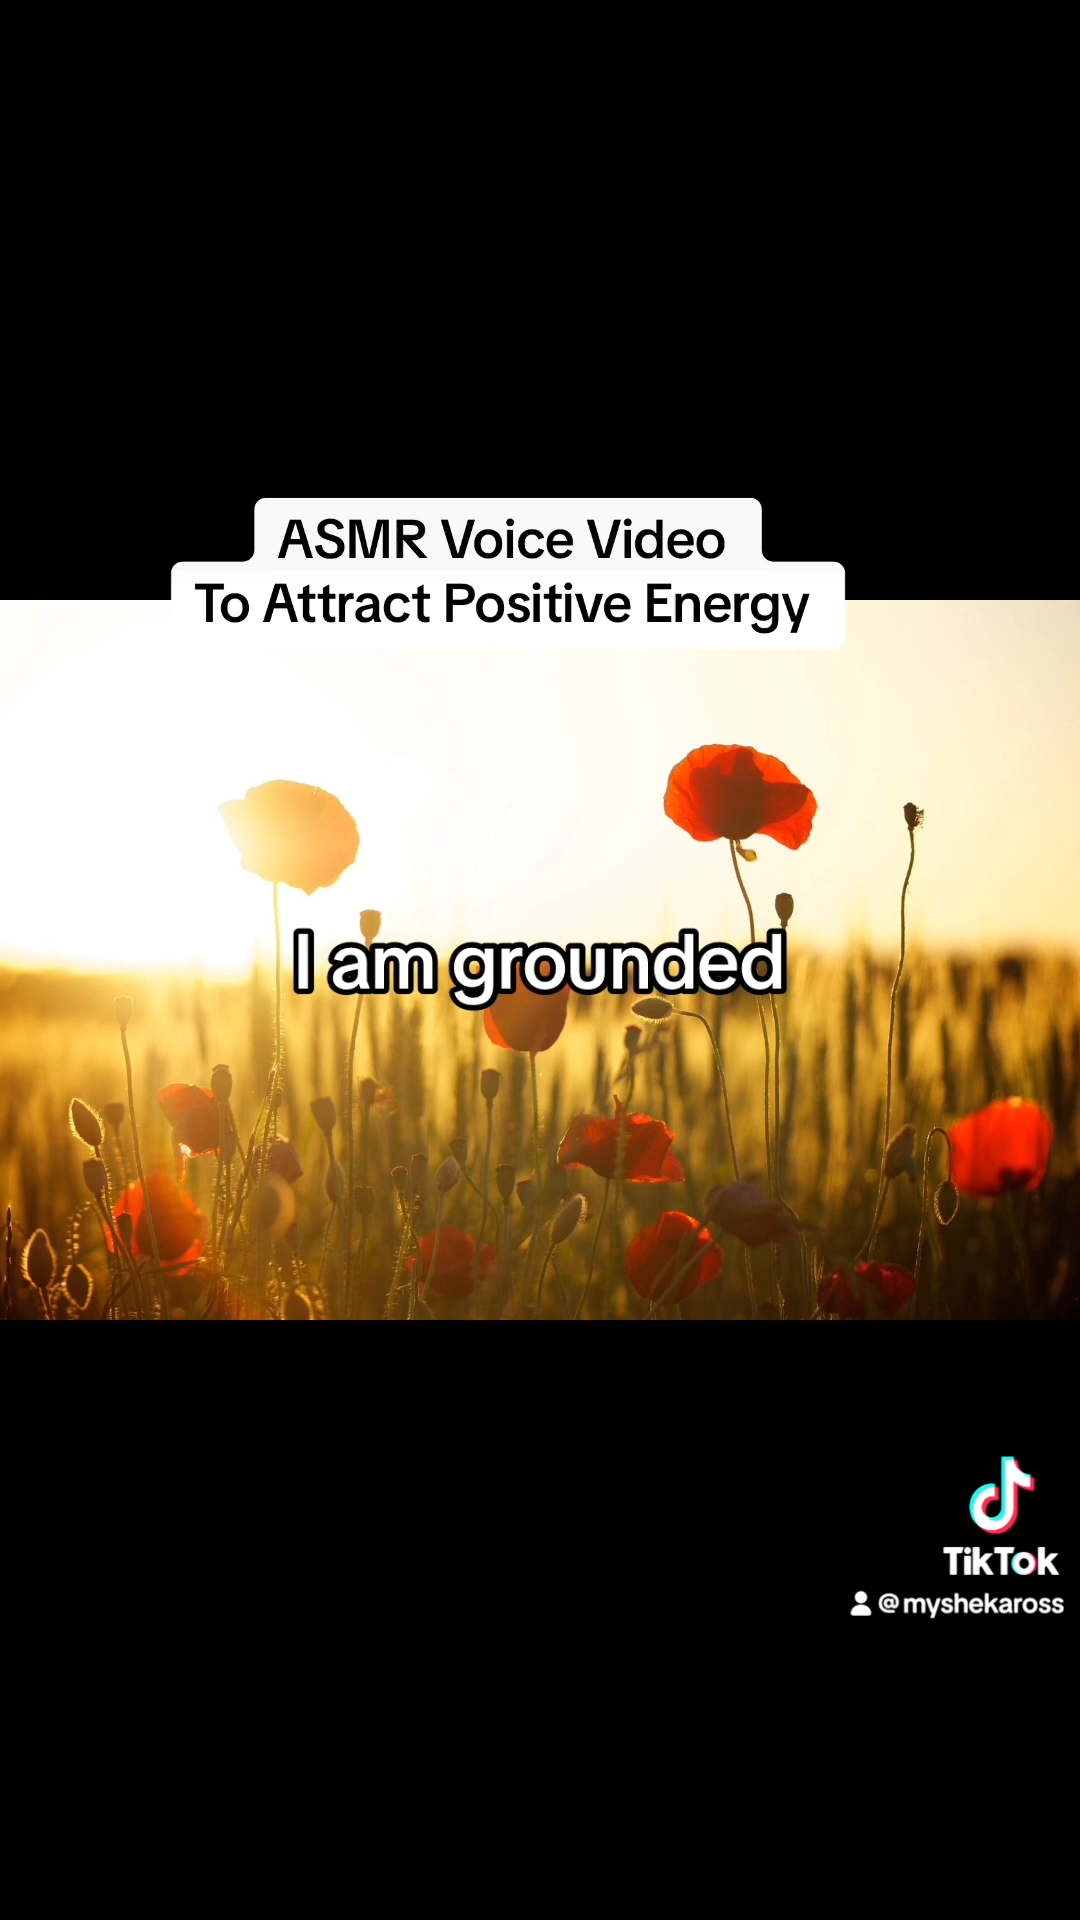 ASMR Voice Video
To Attract Positive Energy
I am grounded
TikTok
@myshekaross